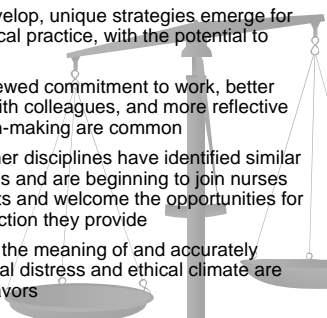 velop, unique strategies emerge for
cal practice, with the potential to
ewed commitment to work, better
ith colleagues, and more reflective
n-making are common
er disciplines have identified similar
s and are beginning to join nurses
ts and welcome the opportunities for
ction they provide
the meaning of and accurately
al distress and ethical climate are
avors